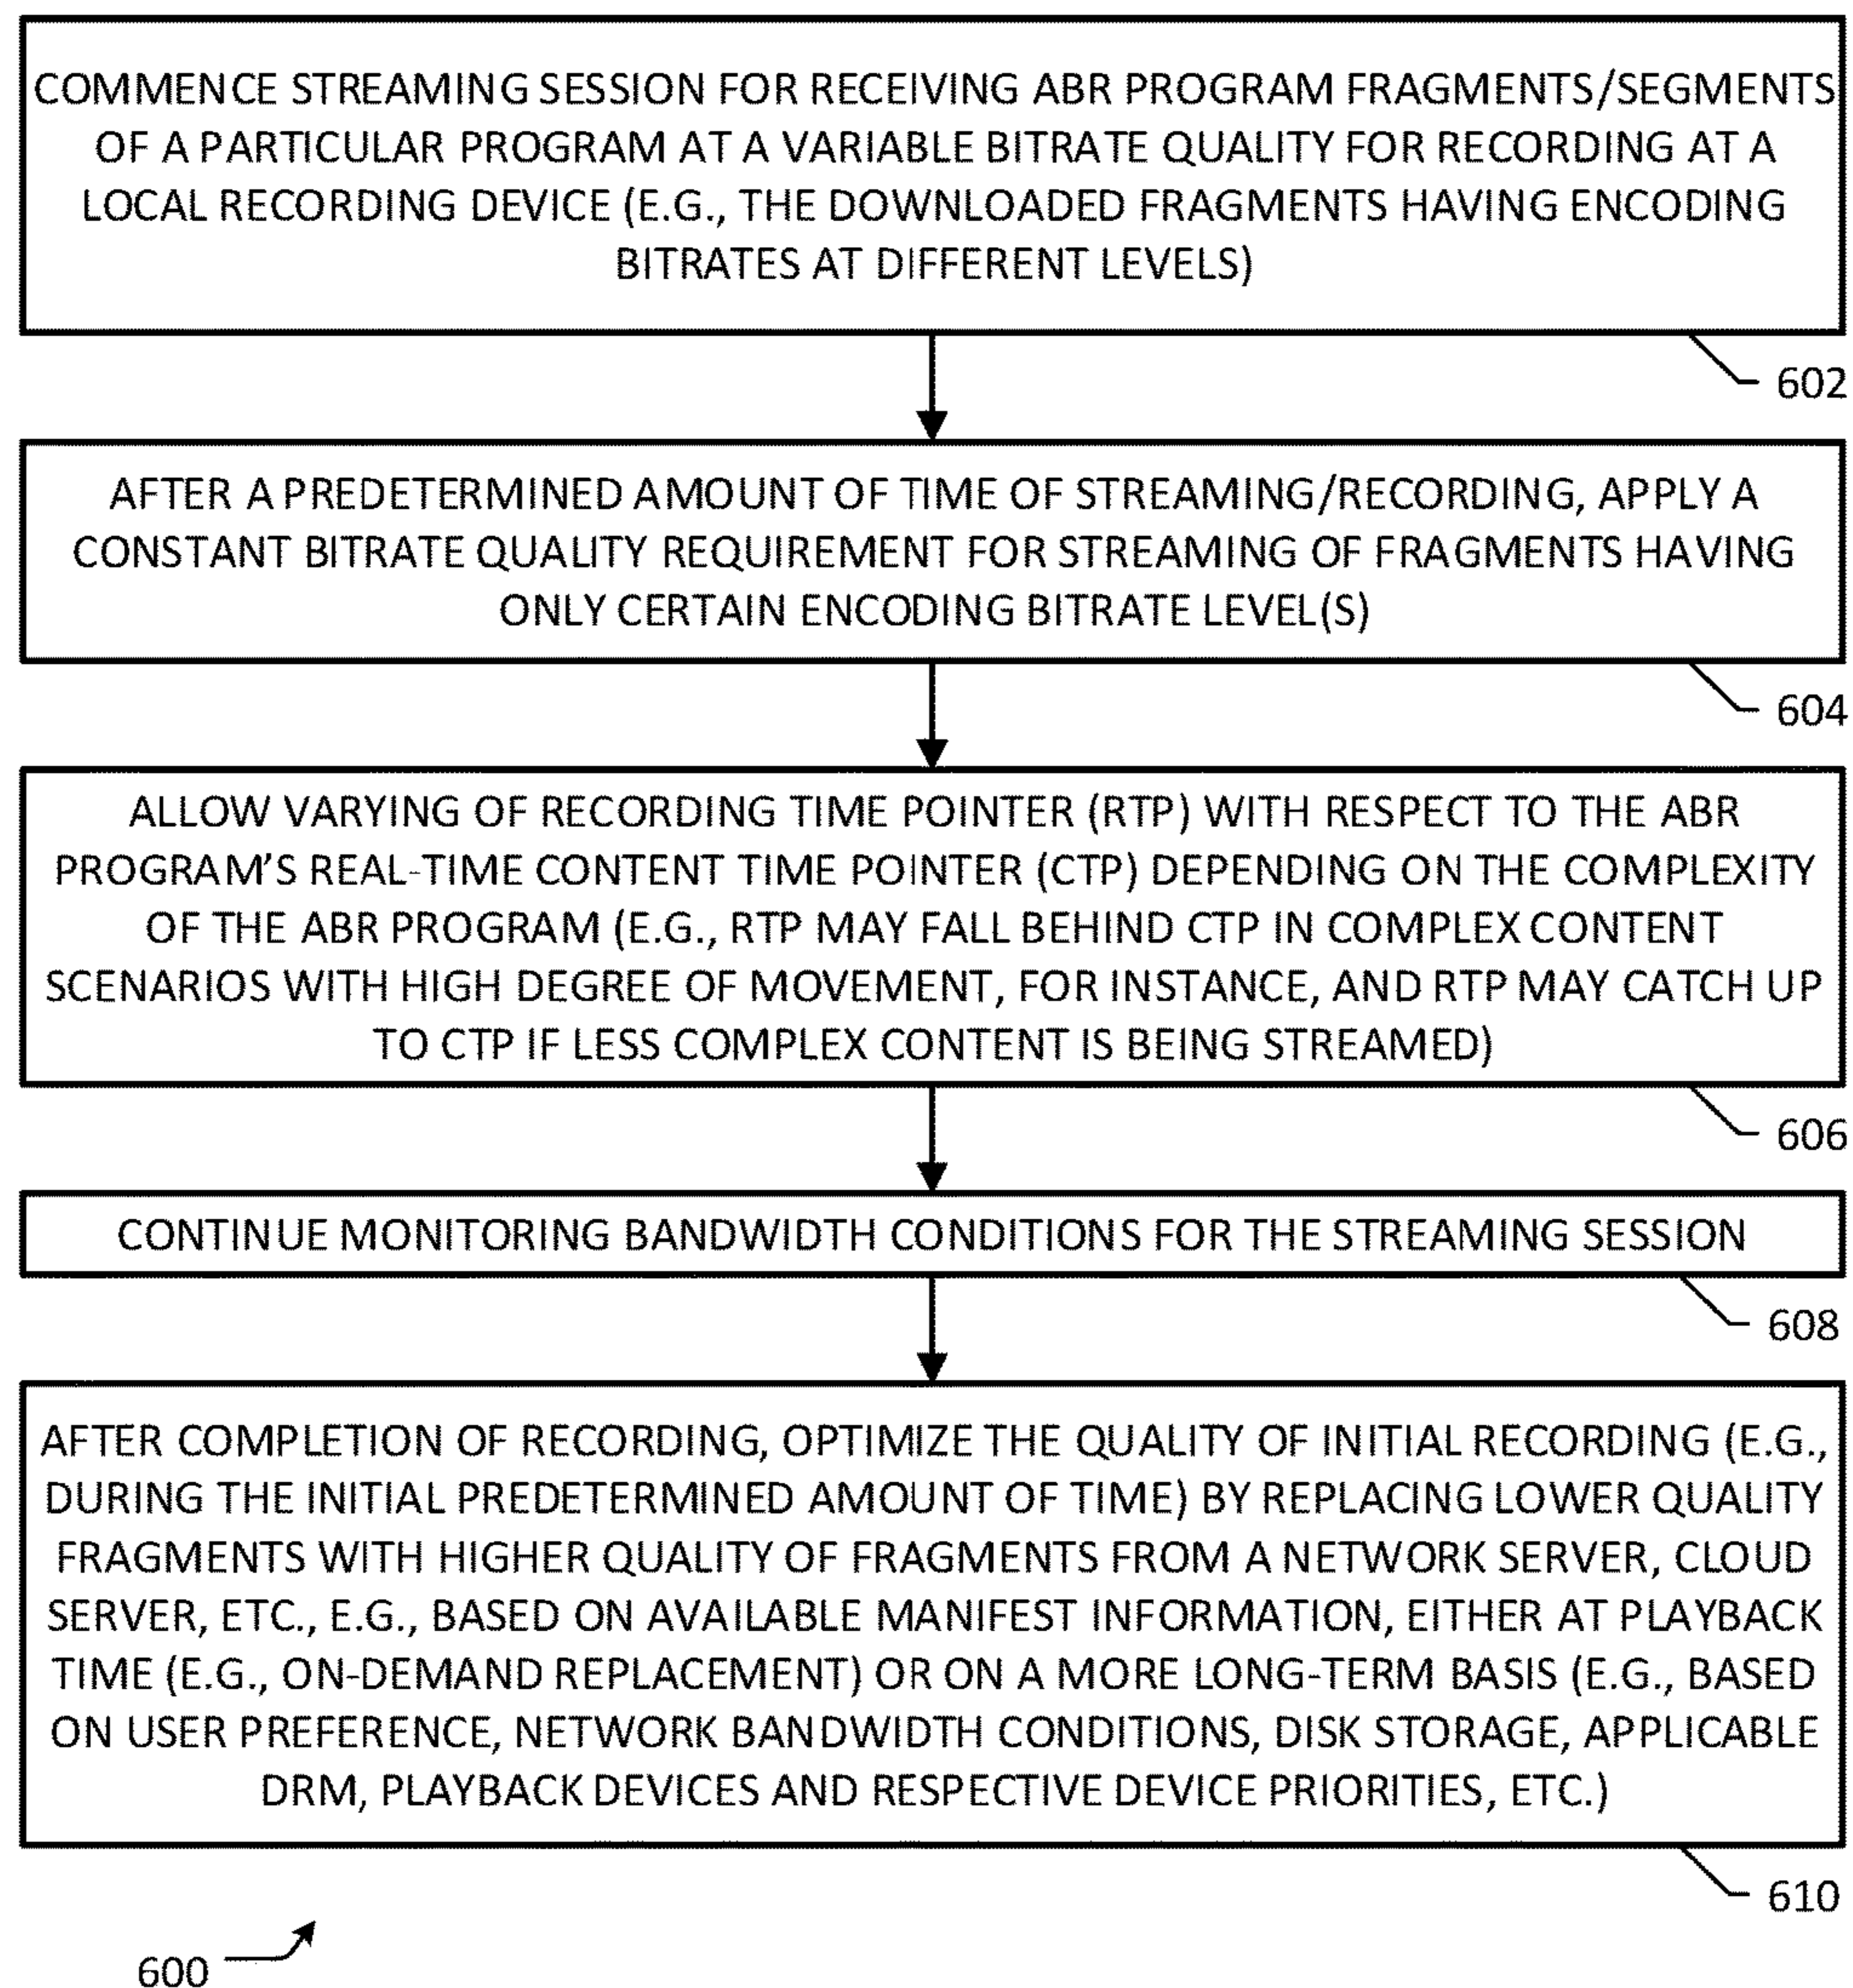 COMMENCE STREAMING SESSION FOR RECEIVING ABR PROGRAM FRAGMENTS/SEGMENTS
OF A PARTICULAR PROGRAM AT A VARIABLE BITRATE QUALITY FOR RECORDING AT A
LOCAL RECORDING DEVICE (E.G., THE DOWNLOADED FRAGMENTS HAVING ENCODING
BITRATES AT DIFFERENT LEVELS)
602
AFTER A PREDETERMINED AMOUNT OF TIME OF STREAMING/RECORDING, APPLY A
CONSTANT BITRATE QUALITY REQUIREMENT FOR STREAMING OF FRAGMENTS HAVING
ONLY CERTAIN ENCODING BITRATE LEVEL(S)
604
ALLOW VARYING OF RECORDING TIME POINTER (RTP) WITH RESPECT TO THE ABR
PROGRAM'S REAL-TIME CONTENT TIME POINTER (CTP) DEPENDING ON THE COMPLEXITY
OF THE ABR PROGRAM (E.G., RTP MAY FALL BEHIND CTP IN COMPLEX CONTENT
SCENARIOS WITH HIGH DEGREE OF MOVEMENT, FOR INSTANCE, AND RTP MAY CATCH UP
TO CTP IF LESS COMPLEX CONTENT IS BEING STREAMED)
606
CONTINUE MONITORING BANDWIDTH CONDITIONS FOR THE STREAMING SESSION
608
AFTER COMPLETION OF RECORDING, OPTIMIZE THE QUALITY OF INITIAL RECORDING (E.G.,
DURING THE INITIAL PREDETERMINED AMOUNT OF TIME) BY REPLACING LOWER QUALITY
FRAGMENTS WITH HIGHER QUALITY OF FRAGMENTS FROM A NETWORK SERVER, CLOUD
SERVER, ETC., E.G., BASED ON AVAILABLE MANIFEST INFORMATION, EITHER AT PLAYBACK
TIME (E.G., ON-DEMAND REPLACEMENT) OR ON A MORE LONG-TERM BASIS (E.G., BASED
ON USER PREFERENCE, NETWORK BANDWIDTH CONDITIONS, DISK STORAGE, APPLICABLE
DRM, PLAYBACK DEVICES AND RESPECTIVE DEVICE PRIORITIES, ETC.)
610
600